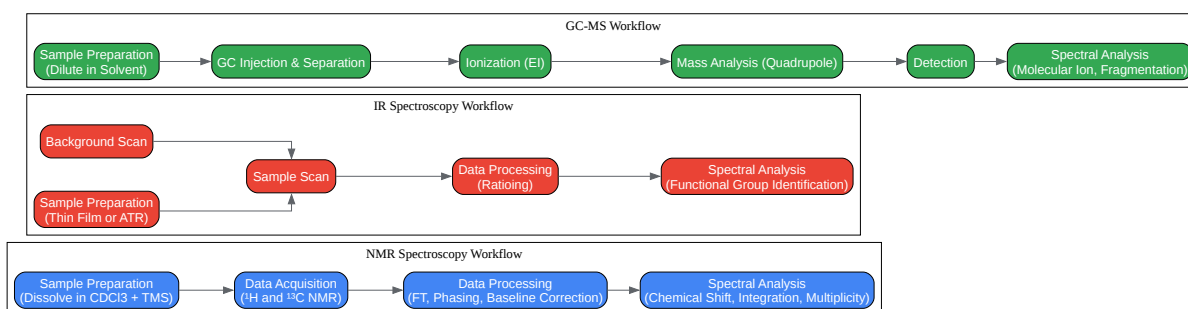 GC-MS Workflow
Sample Preparation
(Dilute in Solvent)
GC Injection & Separation
Ionization (EI)
Mass Analysis (Quadrupole)
Detection
Spectral Analysis
(Molecular Ion, Fragmentation)
IR Spectroscopy Workflow
Background Scan
Sample Preparation
(Thin Film or ATR)
Sample Scan
Data Processing
(Ratioing)
Spectral Analysis
(Functional Group Identification)
NMR Spectroscopy Workflow
Sample Preparation
(Dissolve in CDCl3 + TMS)
Data Acquisition
(¹H and ¹³C NMR)
Data Processing
(FT, Phasing, Baseline Correction)
Spectral Analysis
(Chemical Shift, Integration, Multiplicity)